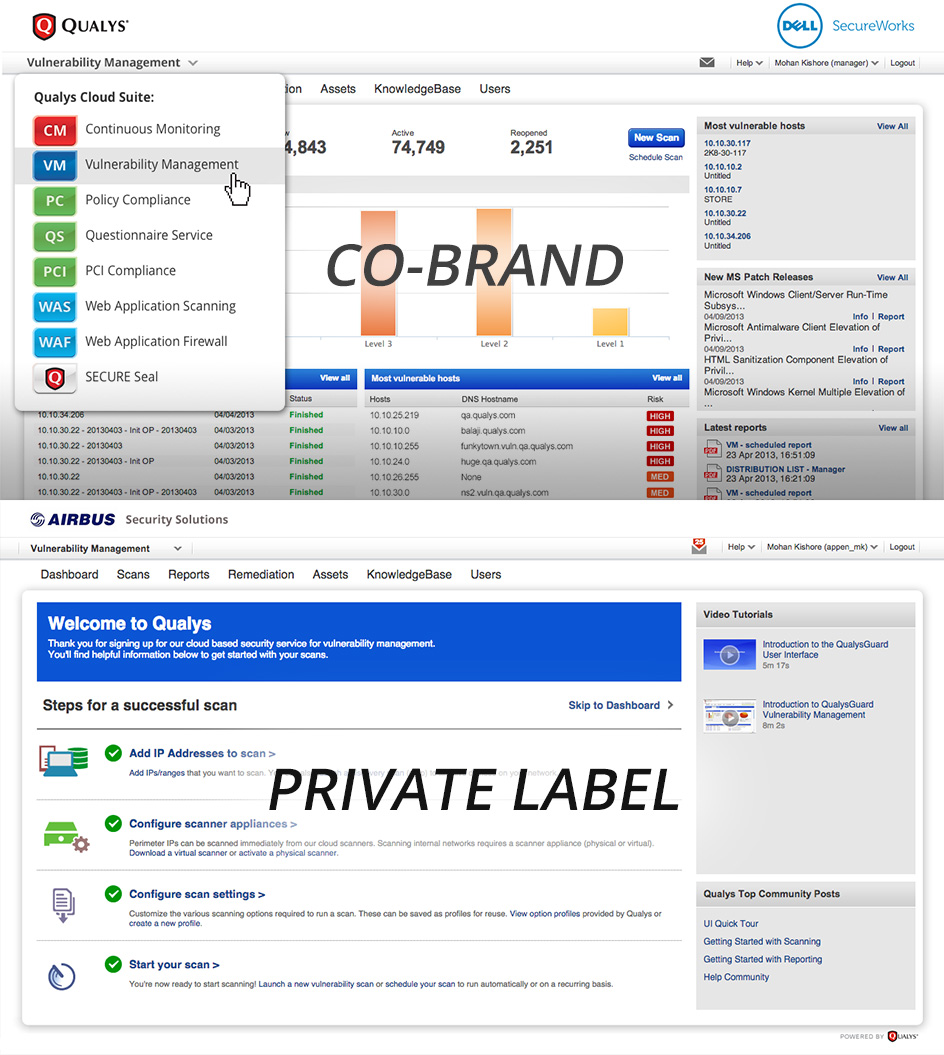 QUALYS®
DELL SecureWorks
Vulnerability Management
Help
Mohan Kishore (manager)
Logout
Qualys Cloud Suite:
CM Continuous Monitoring
VM Vulnerability Management
PC Policy Compliance
QS Questionnaire Service
PCI PCI Compliance
WAS Web Application Scanning
WAF Web Application Firewall
SECURE Seal
Assets KnowledgeBase Users
4,843
Active
74,749
Reopened
2,251
New Scan
Schedule Scan
CO-BRAND
Level 3 Level 2 Level 1
View all
Status
10.10.34.206 04/04/2013 Finished
10.10.30.22 - 20130403 - Init OP - 20130403 04/03/2013 Finished
10.10.30.22 - 20130403 04/03/2013 Finished
10.10.30.22 - 20130403 - Init OP 04/03/2013 Finished
10.10.30.22 04/03/2013 Finished
10.10.30.22 - 20130403 - Init OP - 20130403 04/03/2013 Finished
Most vulnerable hosts View all
Hosts DNS Hostname Risk
10.10.25.219 qa.qualys.com HIGH
10.10.10.0 balaji.qualys.com HIGH
10.10.10.255 funkytown.vuln.qa.qualys.com HIGH
10.10.24.0 huge.qa.qualys.com HIGH
10.10.26.255 None MED
10.10.30.0 ns2.vuln.qa.qualys.com MED
Most vulnerable hosts View All
10.10.30.117
2K8-30-117
10.10.10.2
Untitled
10.10.10.7
STORE
10.10.30.22
Untitled
10.10.34.206
Untitled
New MS Patch Releases View All
Microsoft Windows Client/Server Run-Time
Subsys...
04/09/2013 Info | Report
Microsoft Antimalware Client Elevation of
Privi...
04/09/2013 Info | Report
HTML Sanitization Component Elevation of
Privil...
04/09/2013 Info | Report
Microsoft Windows Kernel Multiple Elevation of
...
Latest reports View all
VM - scheduled report
23 Apr 2013, 16:51:09
DISTRIBUTION LIST - Manager
23 Apr 2013, 16:21:09
VM - scheduled report
AIRBUS Security Solutions
Vulnerability Management
25
Help
Mohan Kishore (appen_mk)
Logout
Dashboard Scans Reports Remediation Assets KnowledgeBase Users
Welcome to Qualys
Thank you for signing up for our cloud based security service for vulnerability management.
You'll find helpful information below to get started with your scans.
Steps for a successful scan
Skip to Dashboard >
Add IP Addresses to scan >
Add IPs/ranges that you want to scan.
PRIVATE LABEL
Configure scanner appliances >
Perimeter IPs can be scanned immediately from our cloud scanners. Scanning internal networks requires a scanner appliance (physical or virtual).
Download a virtual scanner or activate a physical scanner.
Configure scan settings >
Customize the various scanning options required to run a scan. These can be saved as profiles for reuse. View option profiles provided by Qualys or
create a new profile.
Start your scan >
You're now ready to start scanning! Launch a new vulnerability scan or schedule your scan to run automatically or on a recurring basis.
Video Tutorials
Introduction to the QualysGuard
User Interface
5m 17s
Introduction to QualysGuard
Vulnerability Management
8m 2s
Qualys Top Community Posts
UI Quick Tour
Getting Started with Scanning
Getting Started with Reporting
Help Community
POWERED BY QUALYS®